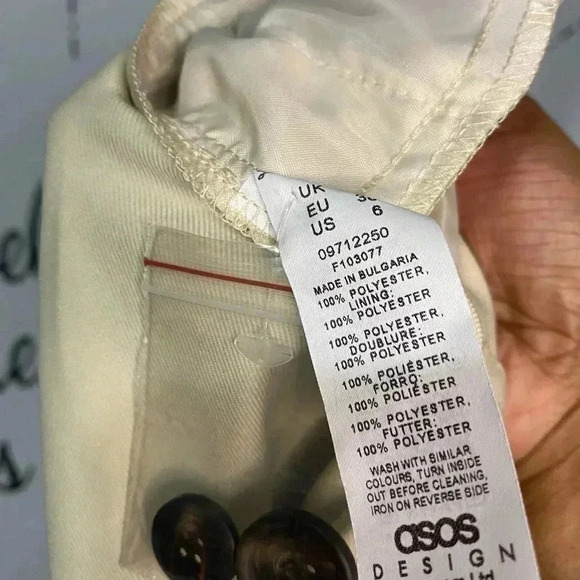 UK
EU
US 6
09712250
F103077
MADE IN BULGARIA
100% POLYESTER,
LINING:
100% POLYESTER
100% POLYESTER,
DOUBLURE:
100% POLYESTER
100% POLIÉSTER,
FORRO:
100% POLIÉSTER
100% POLYESTER,
FUTTER:
100% POLYESTER
WASH WITH SIMILAR
COLOURS, TURN INSIDE
OUT BEFORE CLEANING,
IRON ON REVERSE SIDE
asos
DESIGN